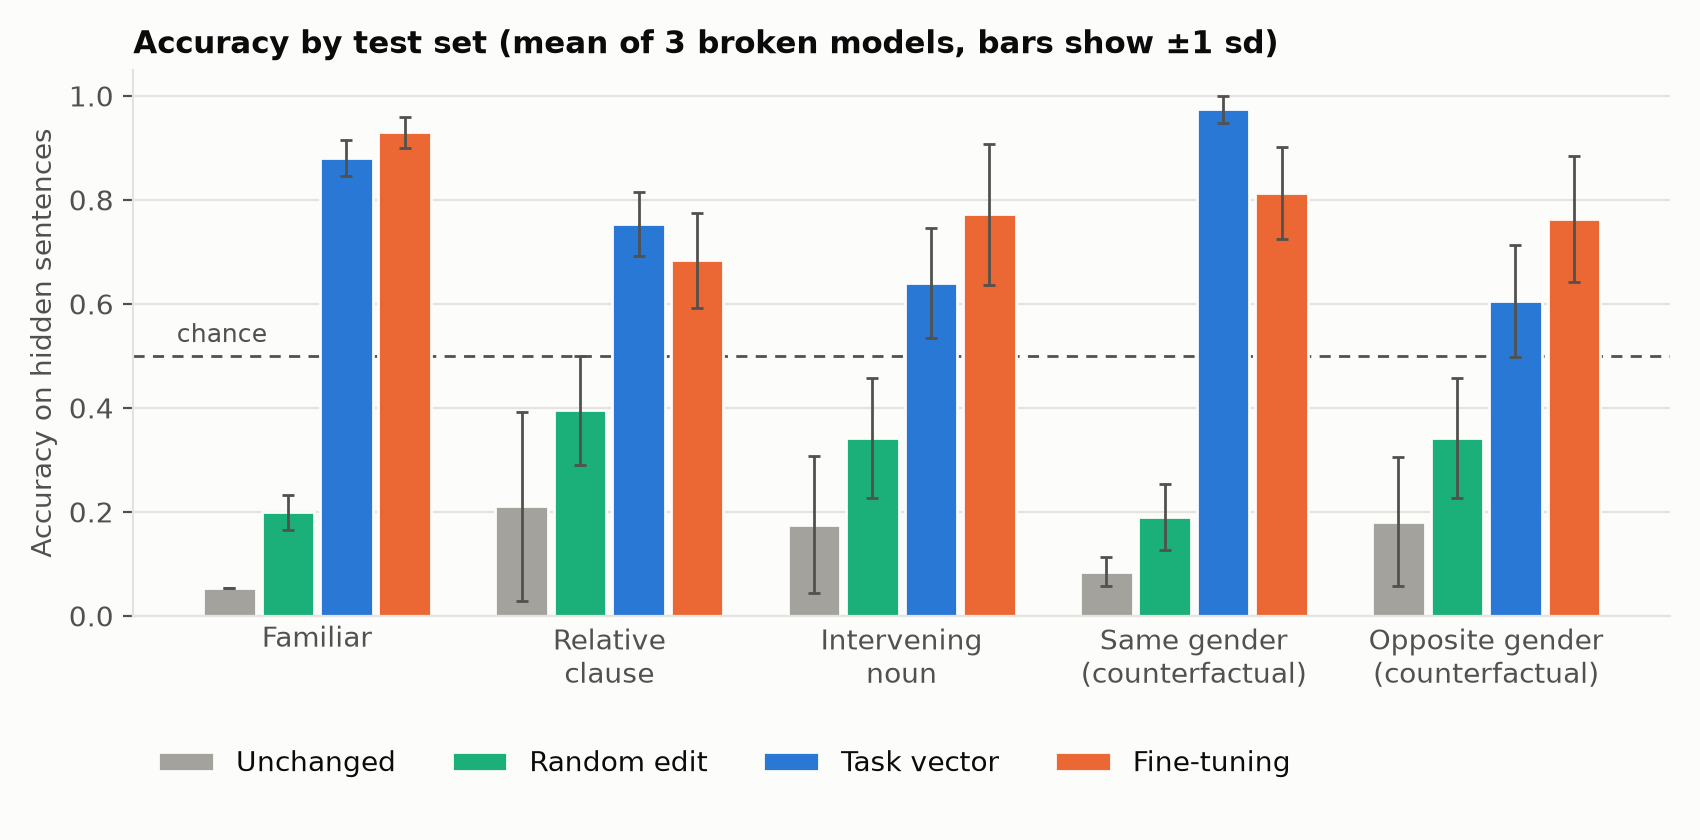 Accuracy by test set (mean of 3 broken models, bars show ±1 sd)
Accuracy on hidden sentences
1.0
0.8
0.6
0.4
0.2
0.0
chance
Familiar
Relative
clause
Intervening
noun
Same gender
(counterfactual)
Opposite gender
(counterfactual)
Unchanged
Random edit
Task vector
Fine-tuning